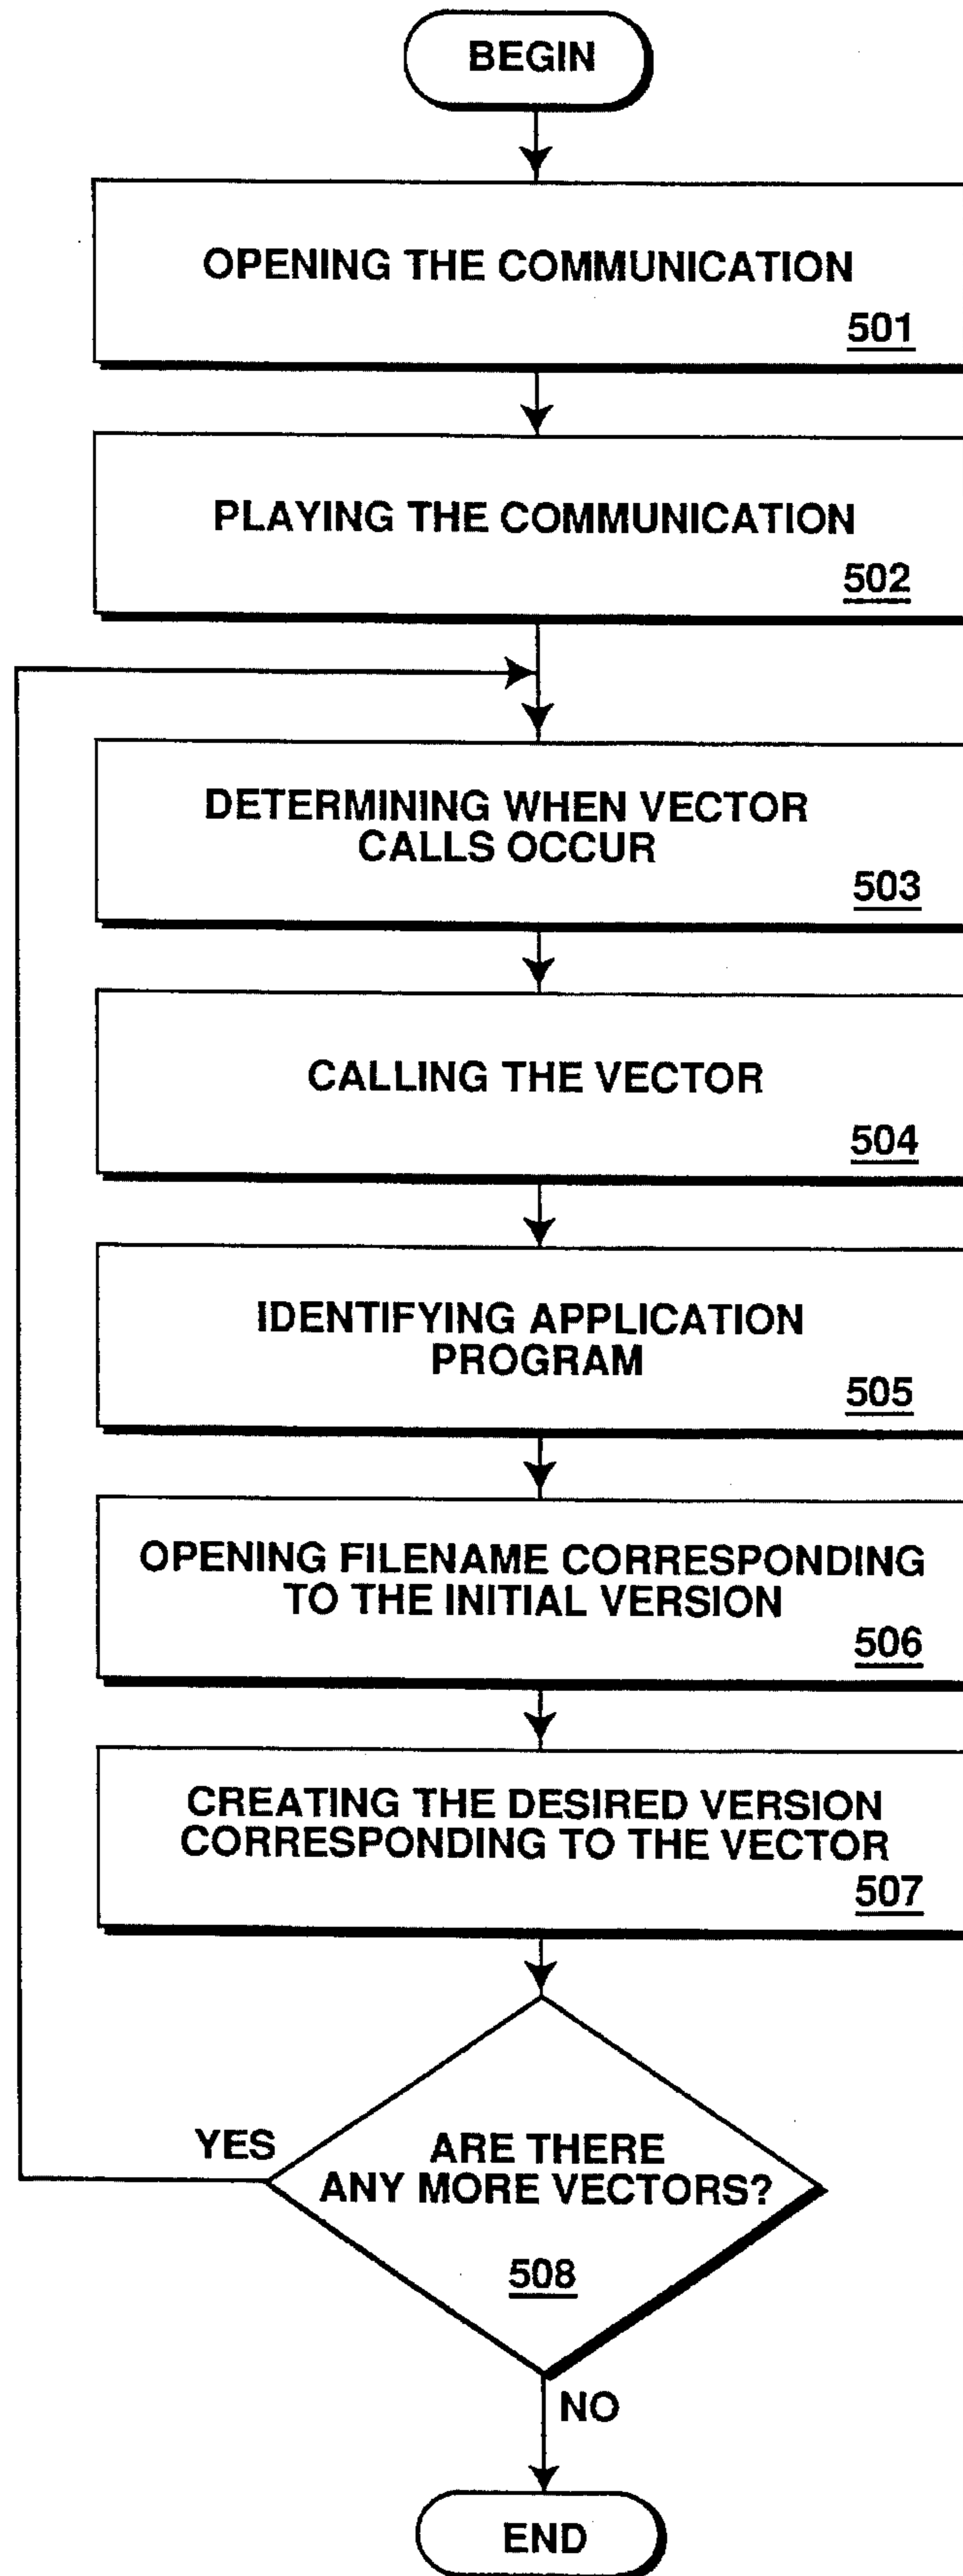 BEGIN
OPENING THE COMMUNICATION
501
PLAYING THE COMMUNICATION
502
DETERMINING WHEN VECTOR
CALLS OCCUR
503
CALLING THE VECTOR
504
IDENTIFYING APPLICATION
PROGRAM
505
OPENING FILENAME CORRESPONDING
TO THE INITIAL VERSION
506
CREATING THE DESIRED VERSION
CORRESPONDING TO THE VECTOR
507
YES
ARE THERE
ANY MORE VECTORS?
508
NO
END